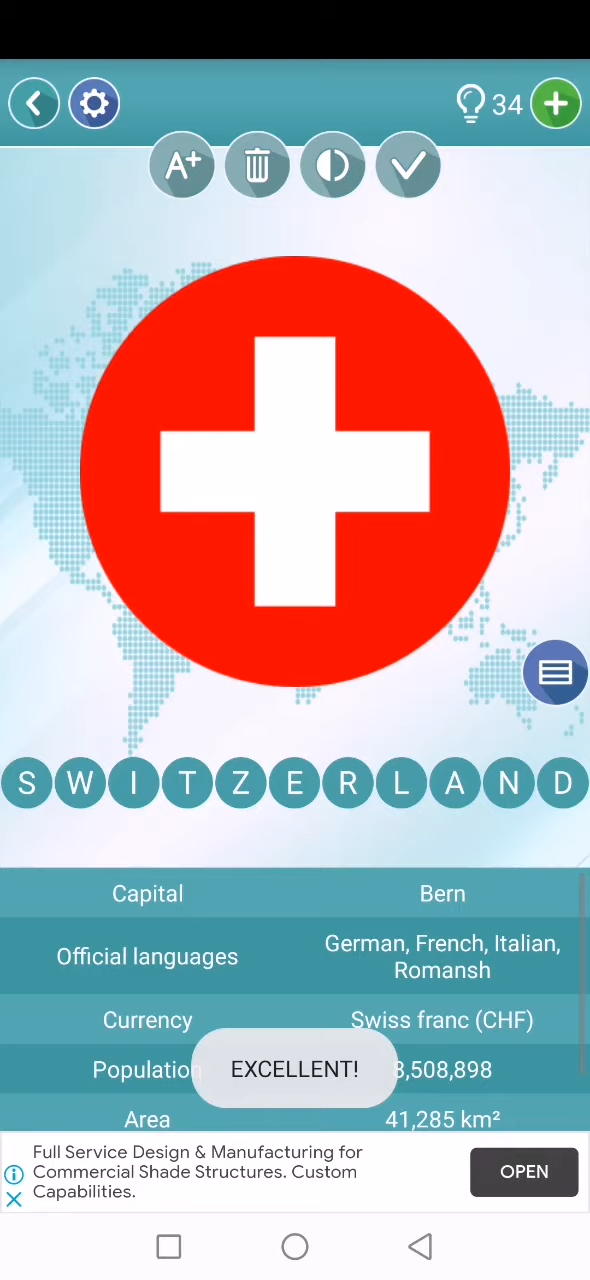 34
A+
SWITZERLAND
Capital Bern
Official languages German, French, Italian,
Romansh
Currency Swiss franc (CHF)
Population 8,508,898
EXCELLENT!
Area 41,285 km²
Full Service Design & Manufacturing for
Commercial Shade Structures. Custom
Capabilities.
OPEN